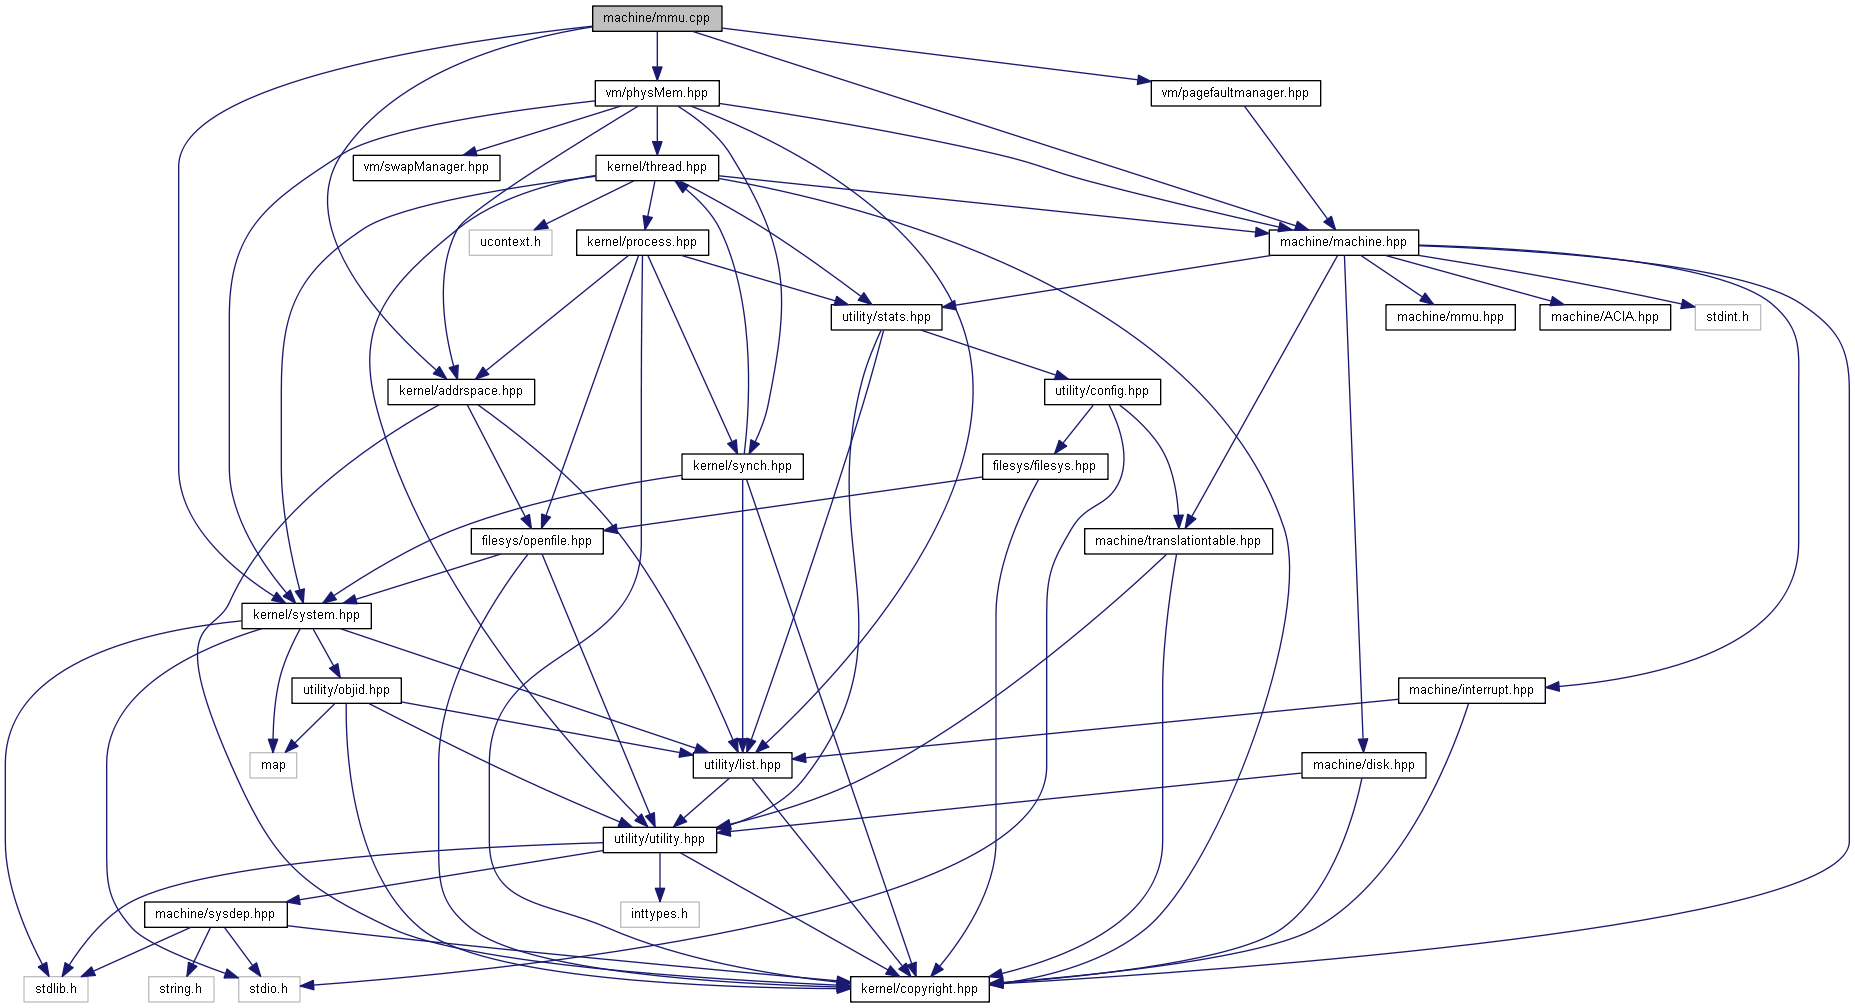 machine/mmu.cpp
vm/physMem.hpp
vm/pagefaultmanager.hpp
vm/swapManager.hpp
kernel/thread.hpp
ucontext.h
kernel/process.hpp
machine/machine.hpp
utility/stats.hpp
machine/mmu.hpp
machine/ACIA.hpp
stdint.h
kernel/addrspace.hpp
utility/config.hpp
kernel/synch.hpp
filesys/filesys.hpp
filesys/openfile.hpp
machine/translationtable.hpp
kernel/system.hpp
utility/objid.hpp
machine/interrupt.hpp
map
utility/list.hpp
machine/disk.hpp
utility/utility.hpp
machine/sysdep.hpp
inttypes.h
stdlib.h
string.h
stdio.h
kernel/copyright.hpp